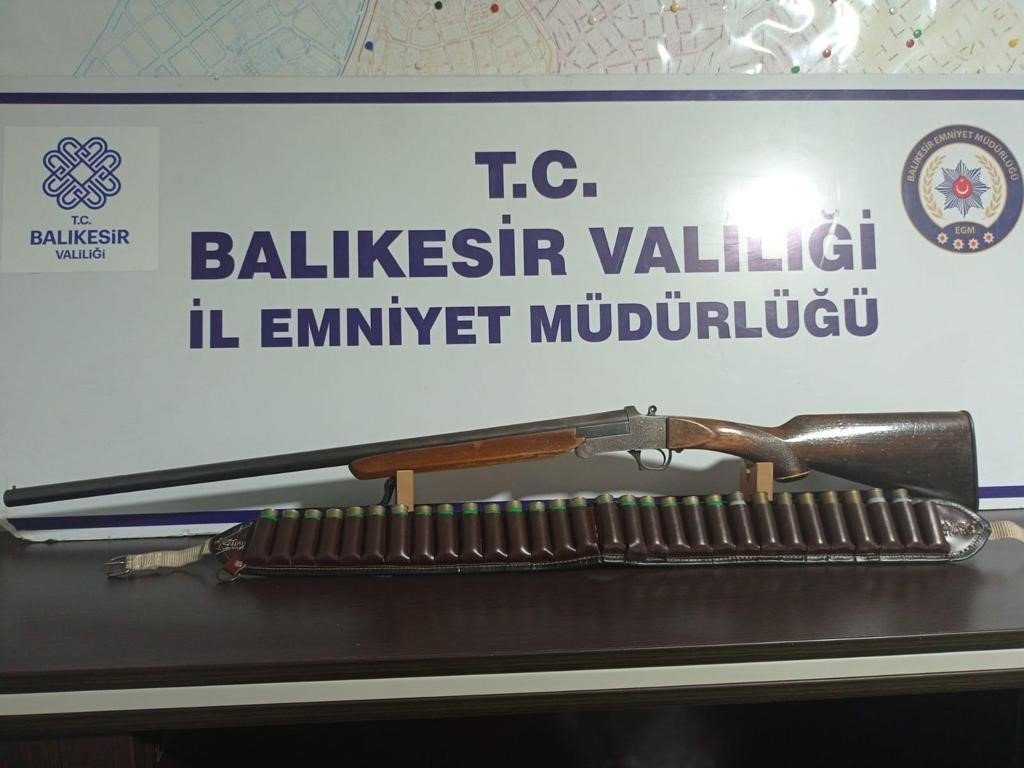 T.C.
BALIKESİR
VALİLİĞİ
T.C.
BALIKESİR VALİLİĞİ
İL EMNİYET MÜDÜRLÜĞÜ
BALIKESİR EMNİYET MÜDÜRLÜĞÜ
EGM